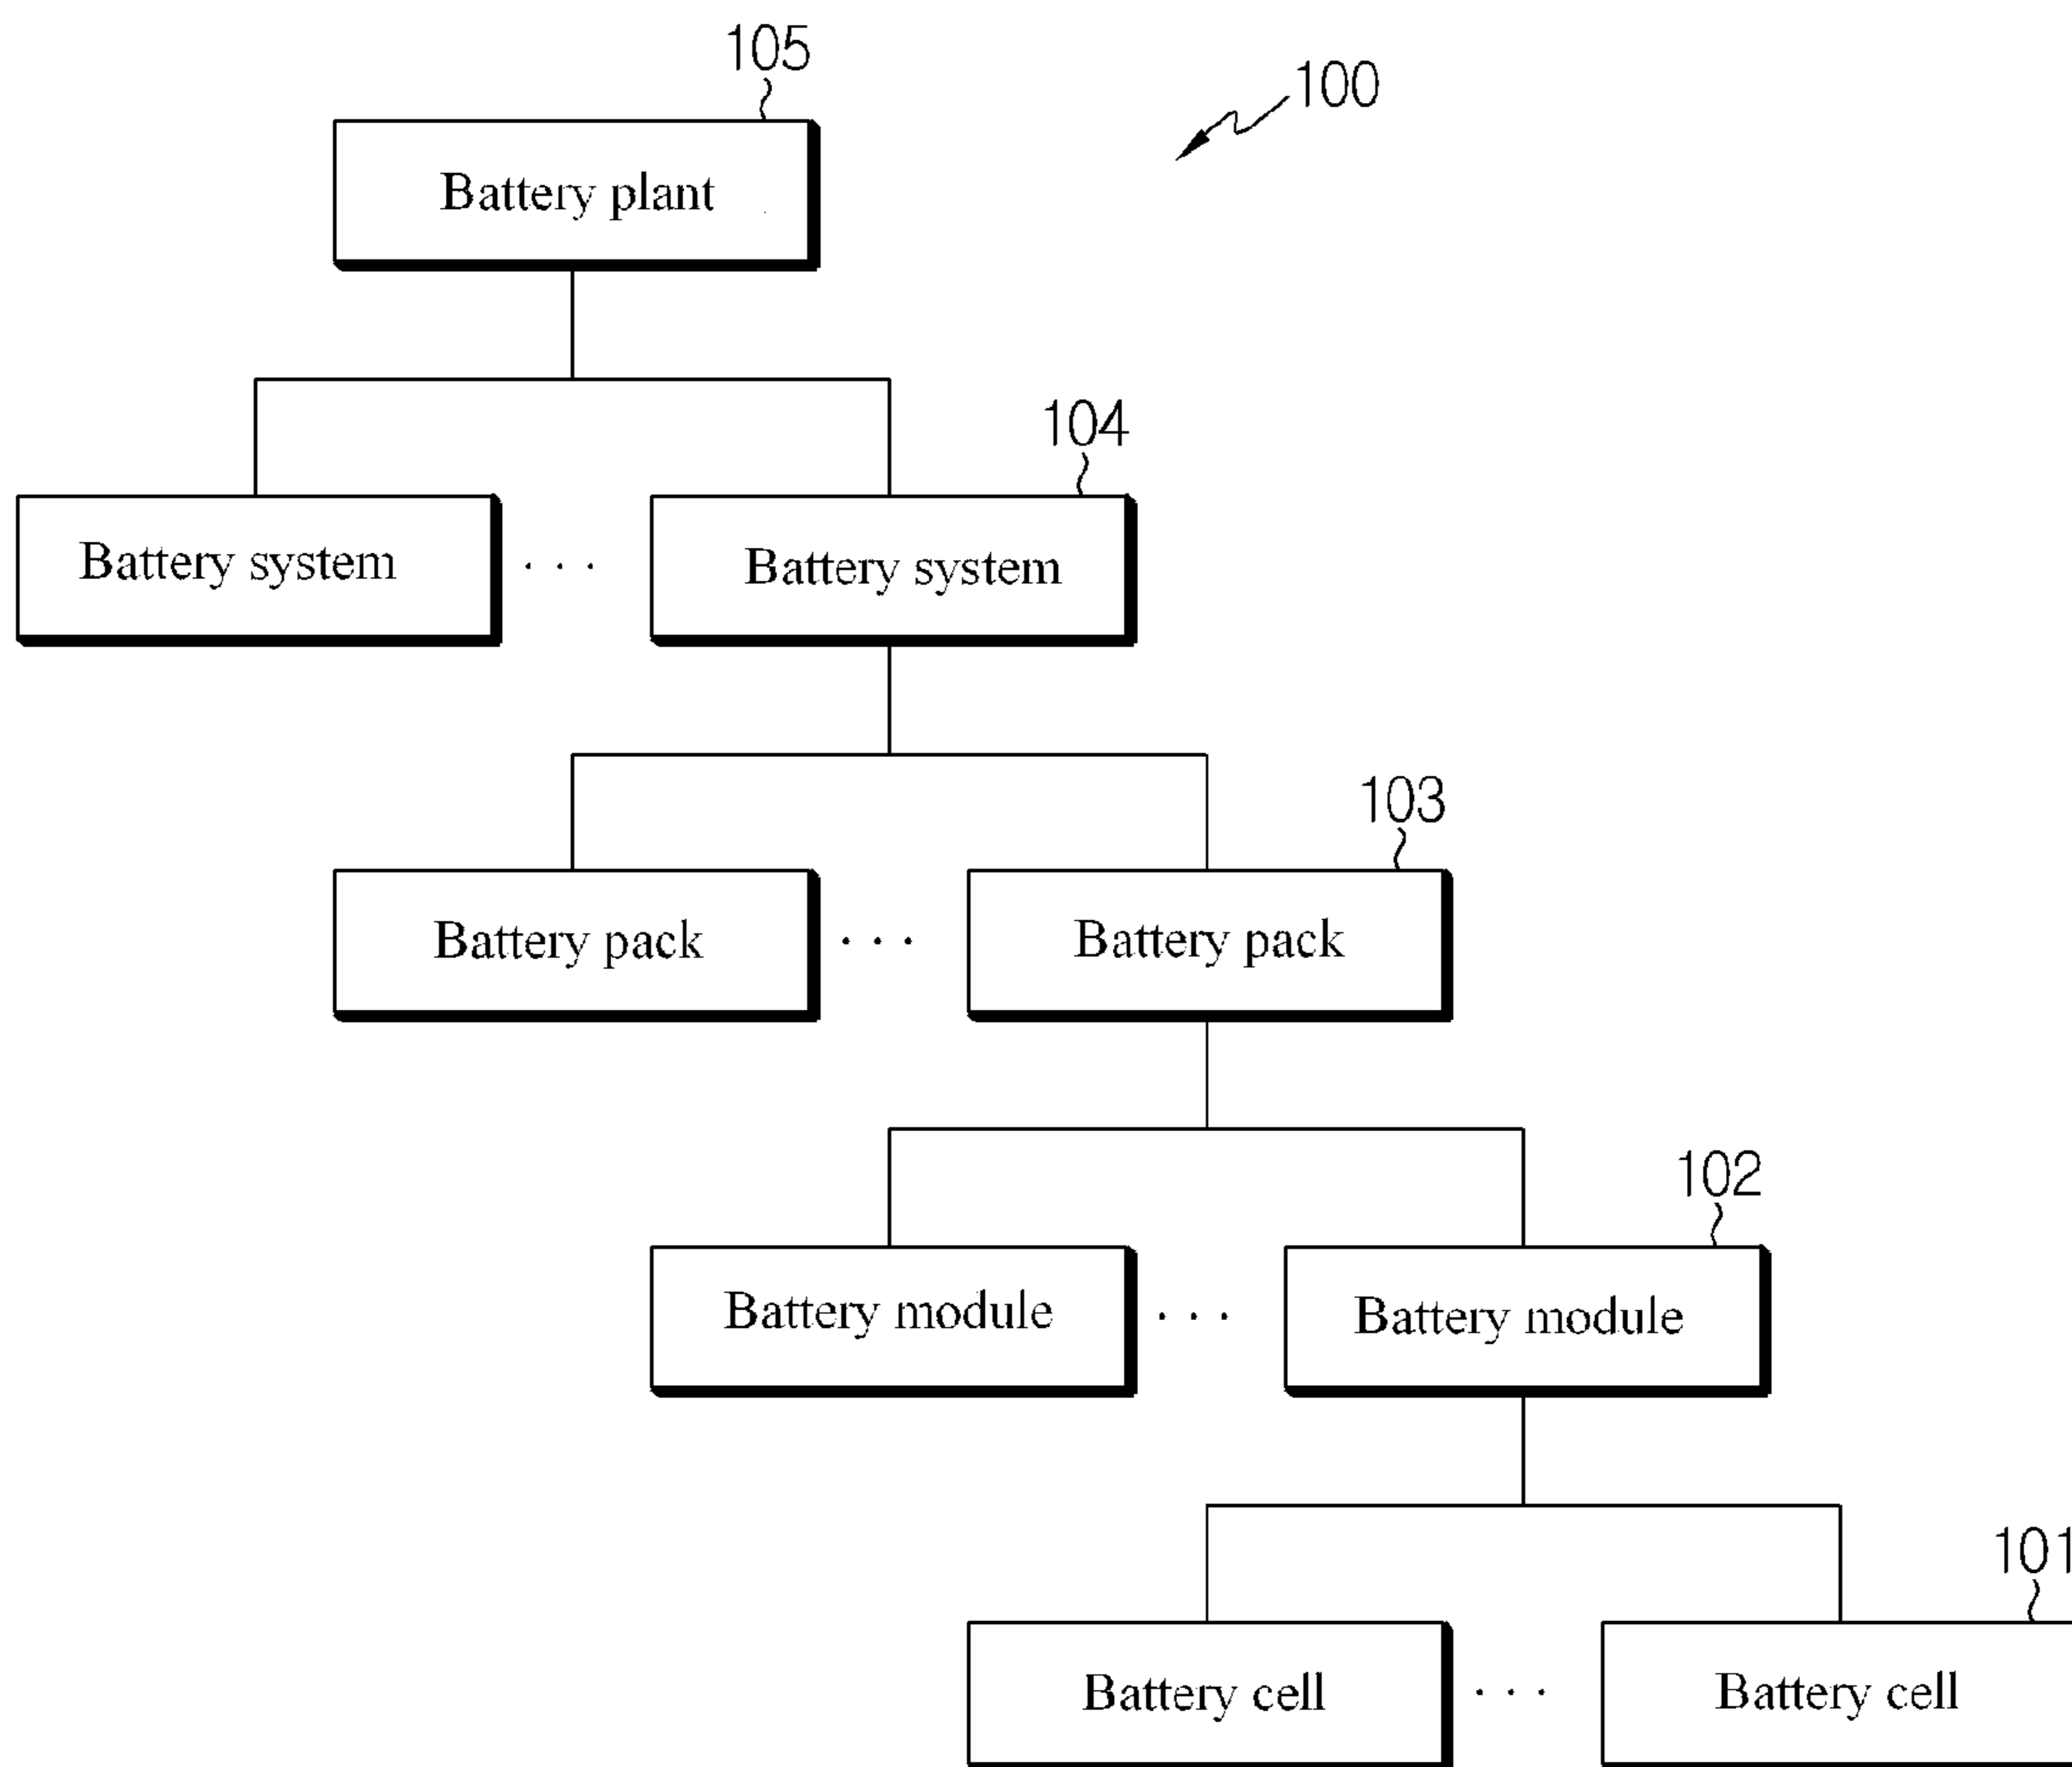 105
100
Battery plant
104
Battery system ··· Battery system
103
Battery pack ··· Battery pack
102
Battery module ··· Battery module
101
Battery cell ··· Battery cell